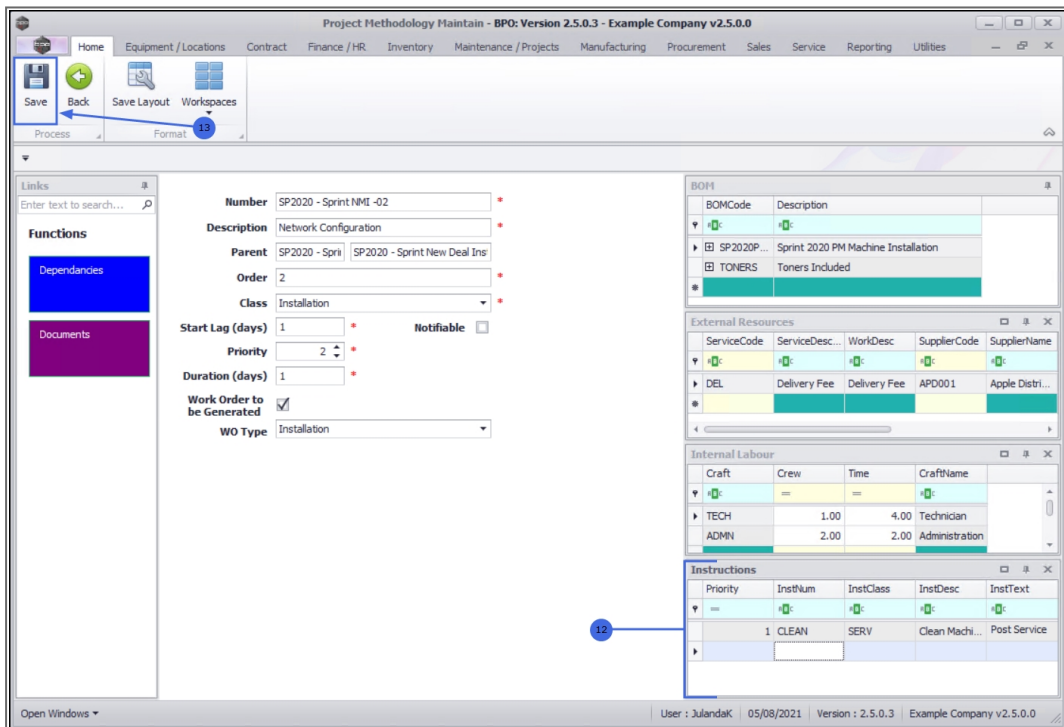 Project Methodology Maintain - BPO: Version 2.5.0.3 - Example Company v2.5.0.0
Home Equipment / Locations Contract Finance / HR Inventory Maintenance / Projects Manufacturing Procurement Sales Service Reporting Utilities
Save Back Save Layout Workspaces
13
Process Format
Links
Enter text to search...
Functions
Dependancies
Documents
Number SP2020 - Sprint NMI -02 *
Description Network Configuration *
Parent SP2020 - Spri SP2020 - Sprint New Deal Ins
Order 2 *
Class Installation *
Start Lag (days) 1 * Notifiable
Priority 2 *
Duration (days) 1 *
Work Order to
be Generated
WO Type Installation
BOM
BOMCode Description
SP2020P... Sprint 2020 PM Machine Installation
TONERS Toners Included
External Resources
ServiceCode ServiceDesc... WorkDesc SupplierCode SupplierName
DEL Delivery Fee Delivery Fee APD001 Apple Distri...
Internal Labour
Craft Crew Time CraftName
TECH 1.00 4.00 Technician
ADMN 2.00 2.00 Administration
12
Instructions
Priority InstNum InstClass InstDesc InstText
1 CLEAN SERV Clean Machi... Post Service
Open Windows User : JulandaK 05/08/2021 Version : 2.5.0.3 Example Company v2.5.0.0